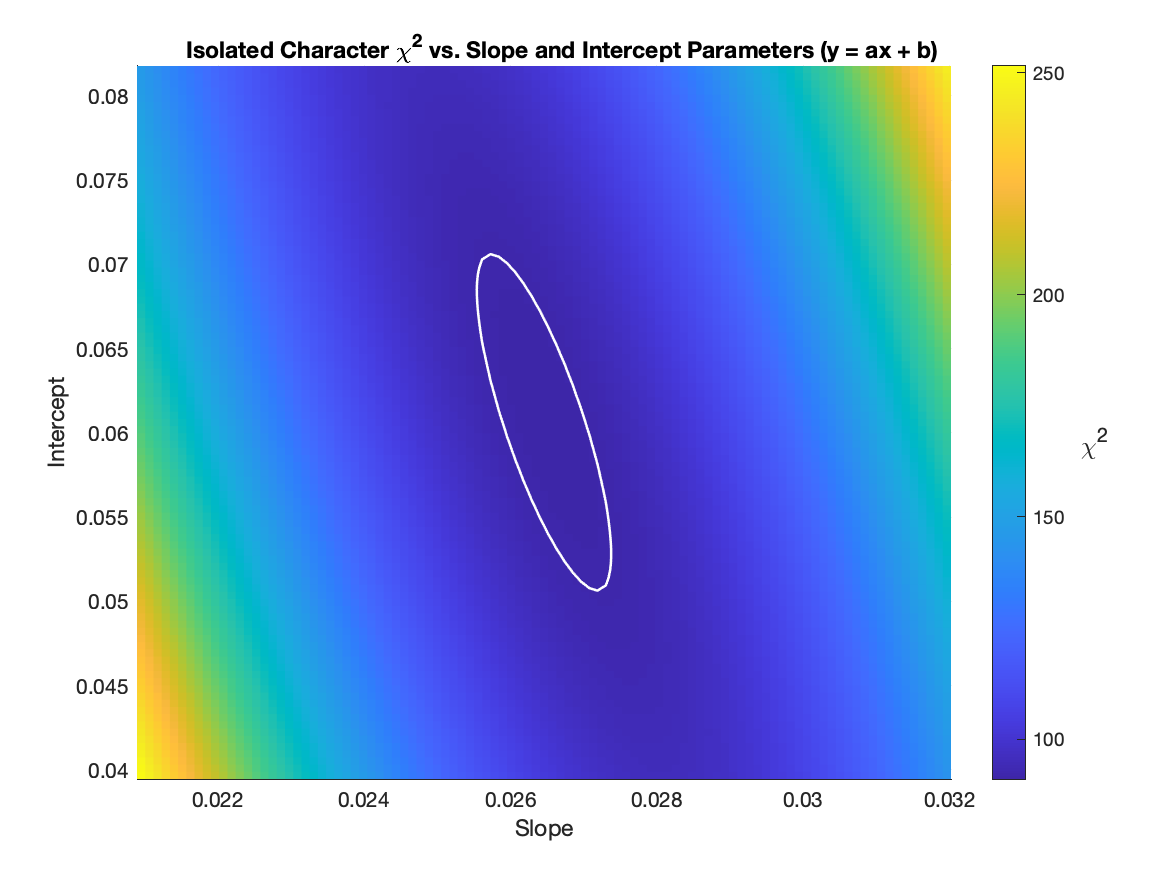 Isolated Character χ² vs. Slope and Intercept Parameters (y = ax + b)
0.08
0.075
0.07
0.065
0.06
0.055
0.05
0.045
0.04
Intercept
0.022 0.024 0.026 0.028 0.03 0.032
Slope
250
200
150
100
χ²